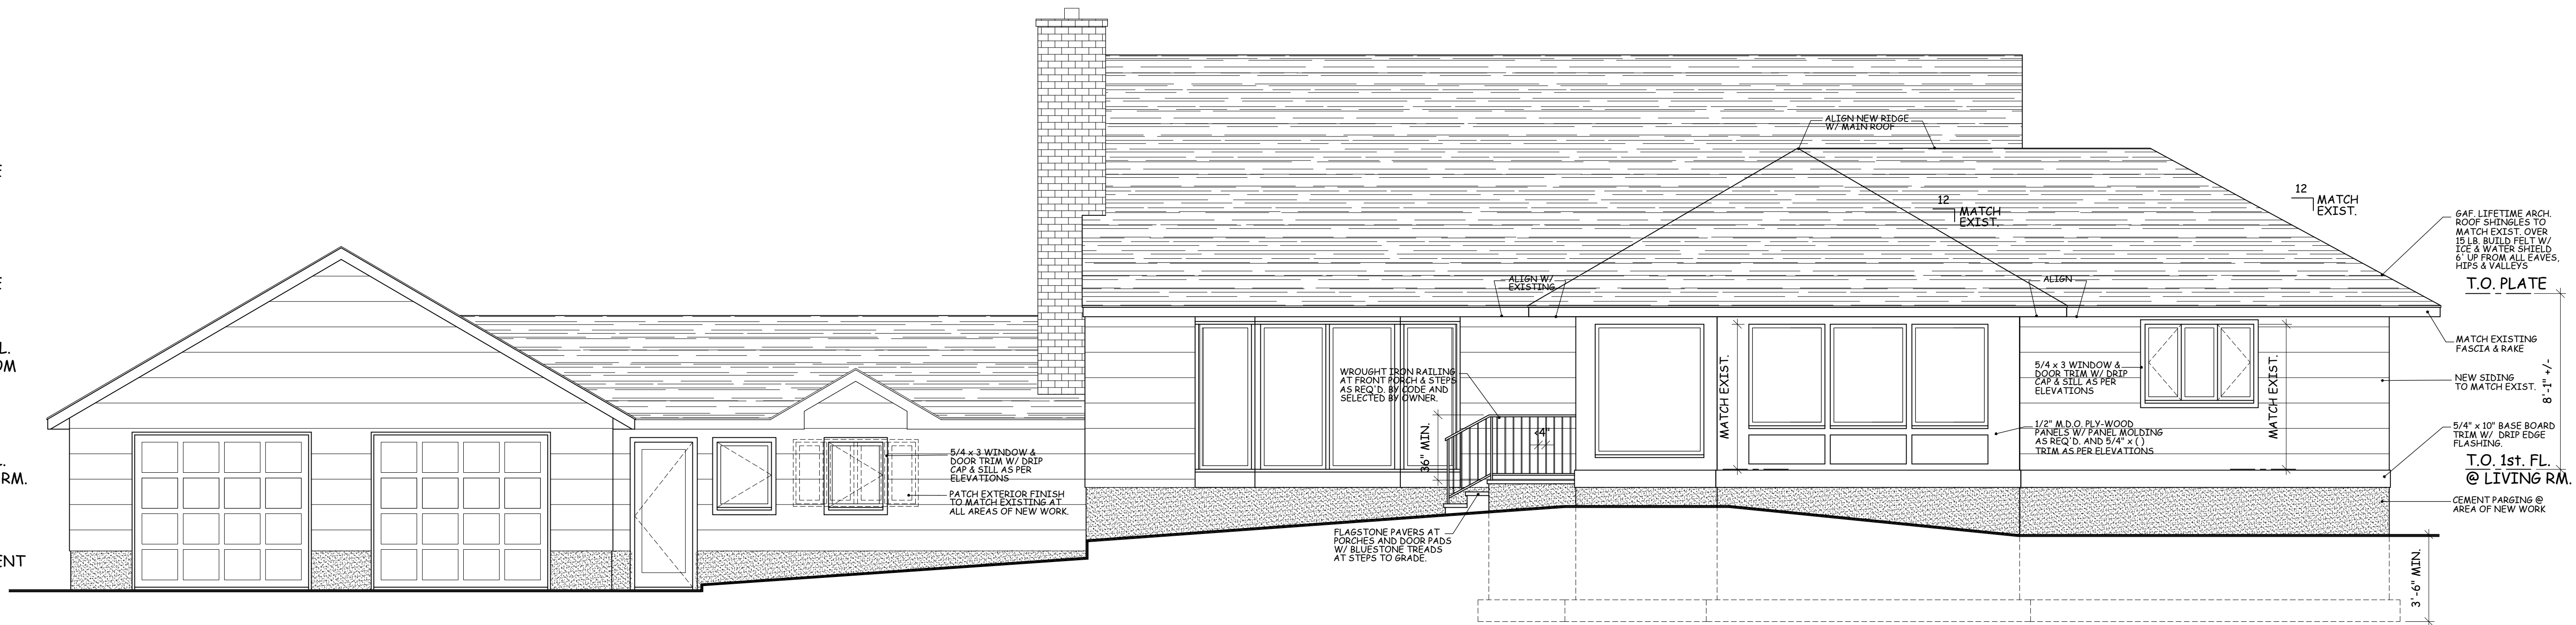 E
E
L.
OM
L.
RM.
ENT
ALIGN NEW RIDGE
W/ MAIN ROOF
12
MATCH
EXIST.
12
MATCH
EXIST.
GAF. LIFETIME ARCH.
ROOF SHINGLES TO
MATCH EXIST. OVER
15 LB. BUILD FELT W/
ICE & WATER SHIELD
6' UP FROM ALL EAVES,
HIPS & VALLEYS
T.O. PLATE
ALIGN W/
EXISTING
ALIGN
MATCH EXISTING
FASCIA & RAKE
NEW SIDING
TO MATCH EXIST.
8'-1" +/-
5/4" x 10" BASE BOARD
TRIM W/ DRIP EDGE
FLASHING.
T.O. 1st. FL.
@ LIVING RM.
CEMENT PARGING @
AREA OF NEW WORK
3'-6" MIN.
WROUGHT IRON RAILING
AT FRONT PORCH & STEPS
AS REQ'D. BY CODE AND
SELECTED BY OWNER.
36" MIN.
<4"
MATCH EXIST.
5/4 x 3 WINDOW &
DOOR TRIM W/ DRIP
CAP & SILL AS PER
ELEVATIONS
MATCH EXIST.
1/2" M.D.O. PLY-WOOD
PANELS W/ PANEL MOLDING
AS REQ'D. AND 5/4" x ( )
TRIM AS PER ELEVATIONS
5/4 x 3 WINDOW &
DOOR TRIM W/ DRIP
CAP & SILL AS PER
ELEVATIONS
PATCH EXTERIOR FINISH
TO MATCH EXISTING AT
ALL AREAS OF NEW WORK.
FLAGSTONE PAVERS AT
PORCHES AND DOOR PADS
W/ BLUESTONE TREADS
AT STEPS TO GRADE.